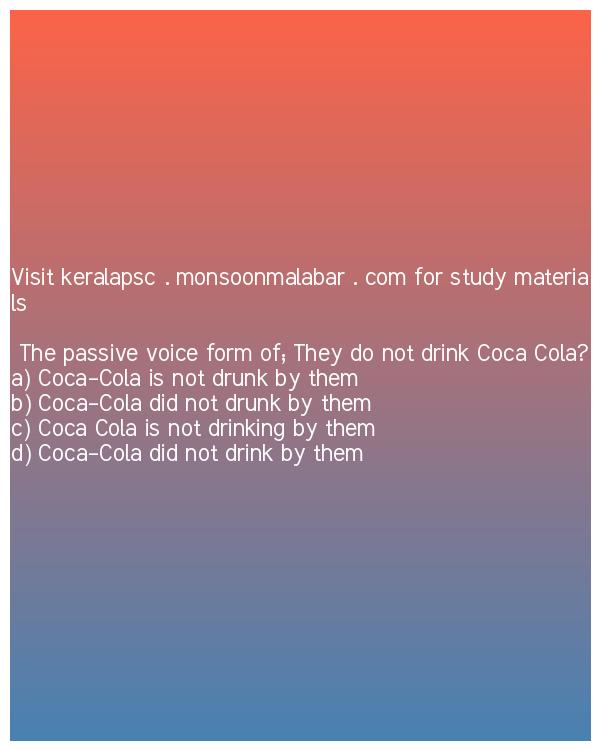 Visit keralapsc . monsoonmalabar . com for study materia
ls
The passive voice form of; They do not drink Coca Cola?
a) Coca-Cola is not drunk by them
b) Coca-Cola did not drunk by them
c) Coca Cola is not drinking by them
d) Coca-Cola did not drink by them